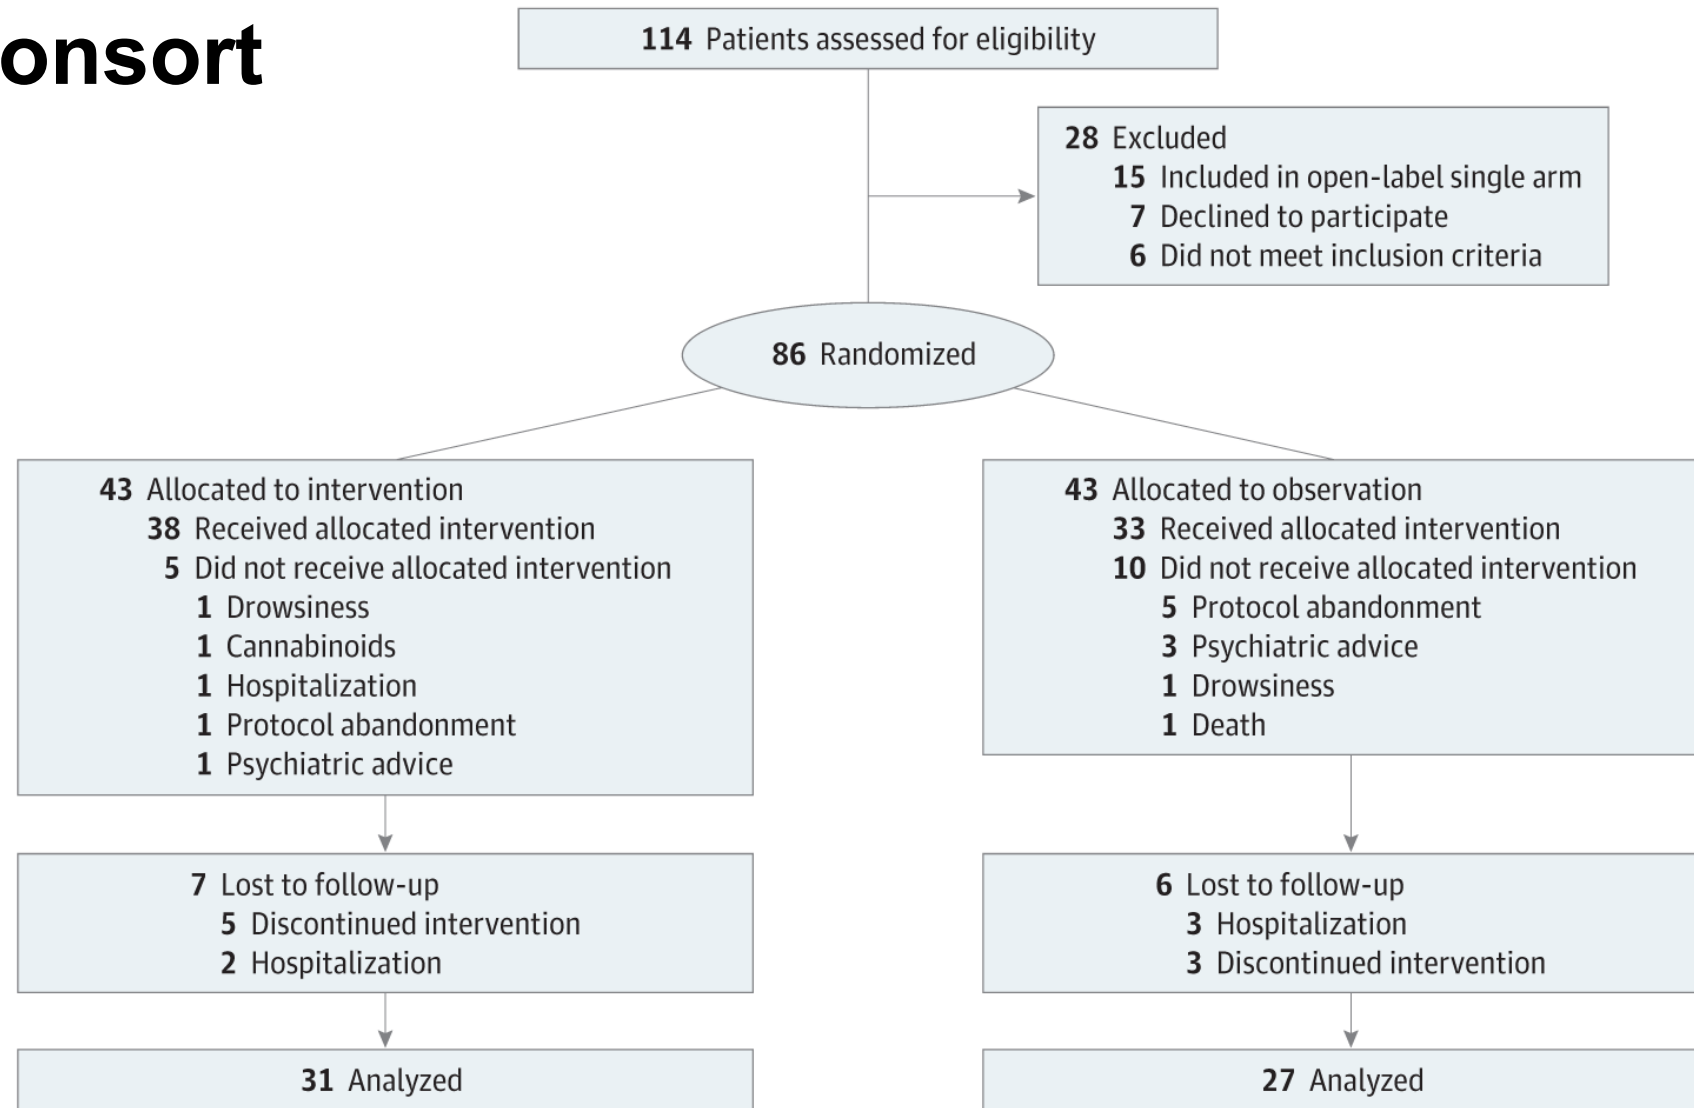 onsort
114 Patients assessed for eligibility
28 Excluded
15 Included in open-label single arm
7 Declined to participate
6 Did not meet inclusion criteria
86 Randomized
43 Allocated to intervention
38 Received allocated intervention
5 Did not receive allocated intervention
1 Drowsiness
1 Cannabinoids
1 Hospitalization
1 Protocol abandonment
1 Psychiatric advice
43 Allocated to observation
33 Received allocated intervention
10 Did not receive allocated intervention
5 Protocol abandonment
3 Psychiatric advice
1 Drowsiness
1 Death
7 Lost to follow-up
5 Discontinued intervention
2 Hospitalization
6 Lost to follow-up
3 Hospitalization
3 Discontinued intervention
31 Analyzed
27 Analyzed